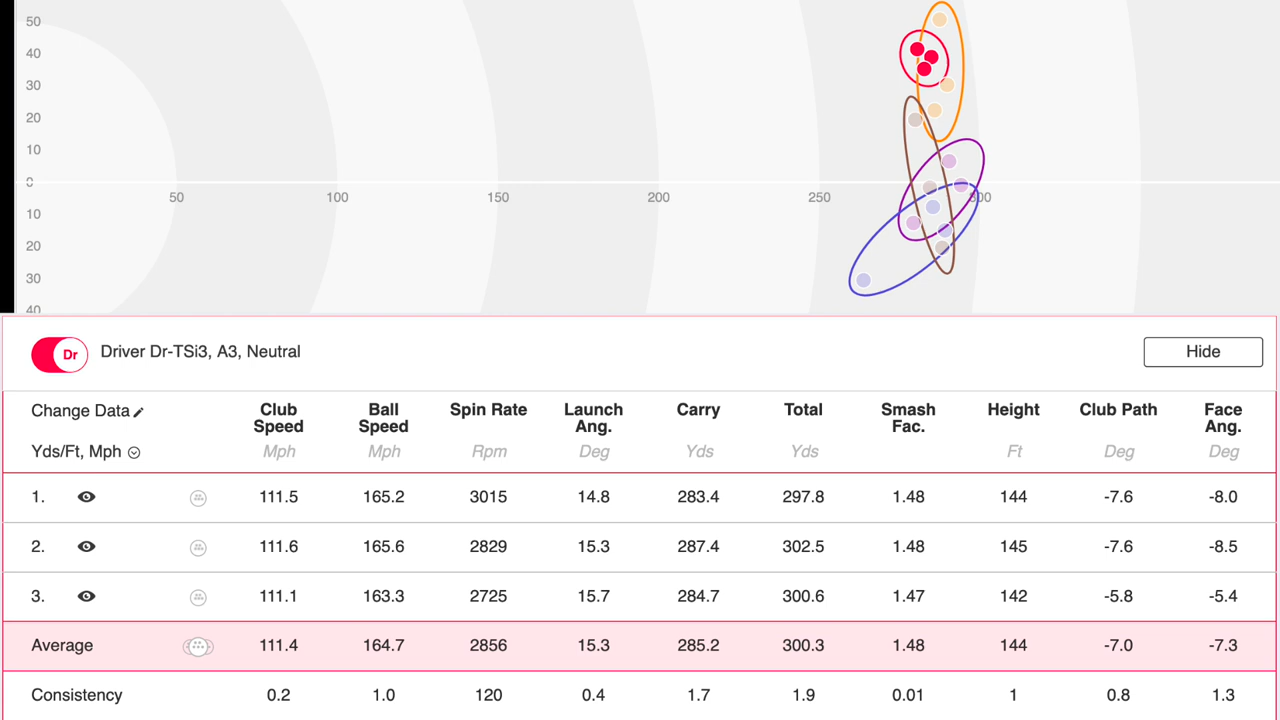 50
40
30
20
10
0
50 100 150 200 250 300
10
20
30
40
Dr Driver Dr-TSi3, A3, Neutral Hide
Change Data Club Speed Ball Speed Spin Rate Launch Ang. Carry Total Smash Fac. Height Club Path Face Ang.
Yds/Ft, Mph Mph Mph Rpm Deg Yds Yds Ft Deg Deg
1. 111.5 165.2 3015 14.8 283.4 297.8 1.48 144 -7.6 -8.0
2. 111.6 165.6 2829 15.3 287.4 302.5 1.48 145 -7.6 -8.5
3. 111.1 163.3 2725 15.7 284.7 300.6 1.47 142 -5.8 -5.4
Average 111.4 164.7 2856 15.3 285.2 300.3 1.48 144 -7.0 -7.3
Consistency 0.2 1.0 120 0.4 1.7 1.9 0.01 1 0.8 1.3